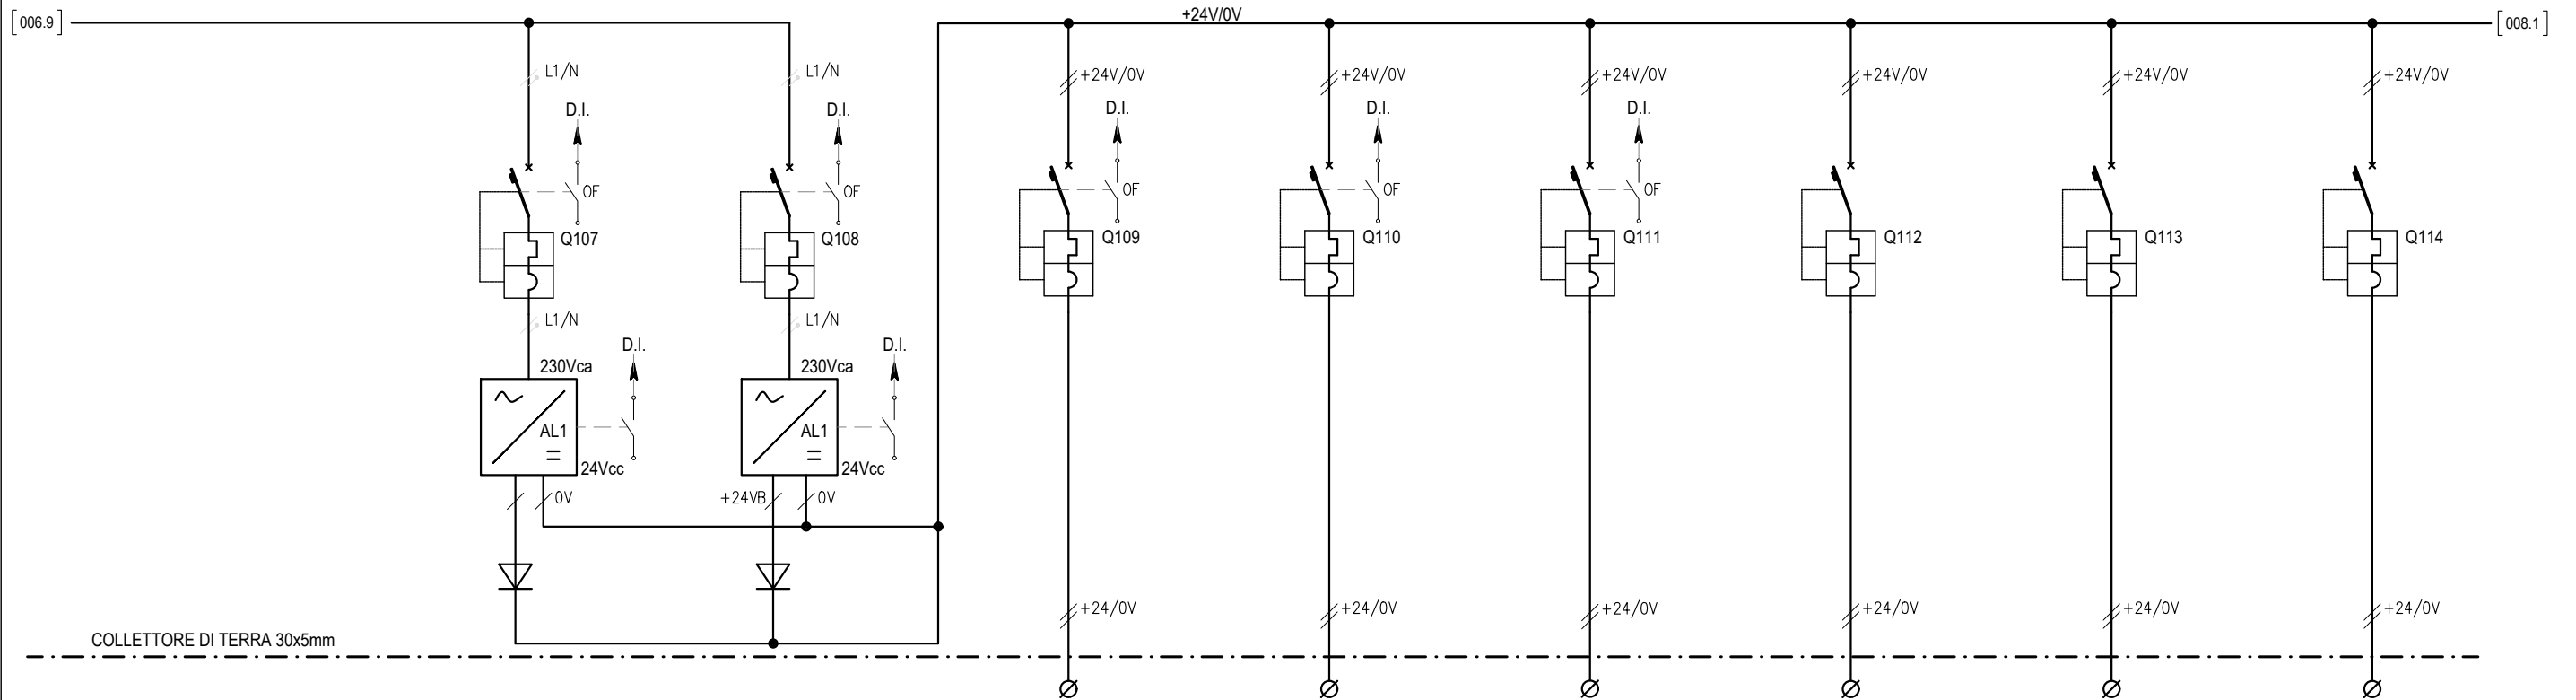 006.9
+24V/0V
008.1
L1/N
L1/N
+24V/0V
+24V/0V
+24V/0V
+24V/0V
+24V/0V
+24V/0V
D.I.
D.I.
D.I.
D.I.
D.I.
OF
OF
OF
OF
OF
Q107
Q108
Q109
Q110
Q111
Q112
Q113
Q114
L1/N
L1/N
D.I.
D.I.
230Vca
230Vca
AL1
AL1
24Vcc
24Vcc
0V
+24VB
0V
+24/0V
+24/0V
+24/0V
+24/0V
+24/0V
+24/0V
COLLETTORE DI TERRA 30x5mm